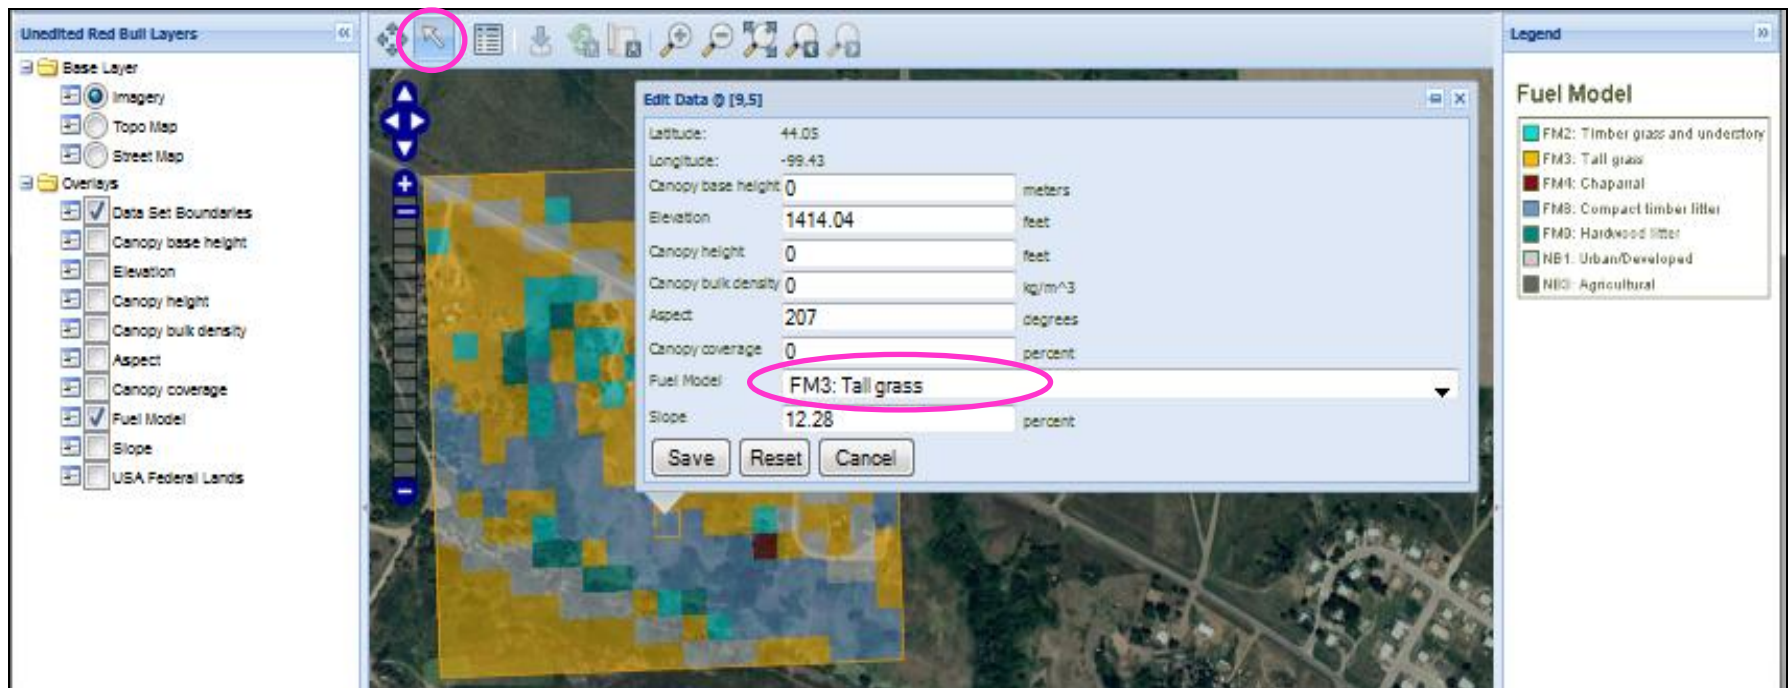 Unedited Red Bull Layers
Base Layer
Imagery
Topo Map
Street Map
Overlays
Data Set Boundaries
Canopy base height
Elevation
Canopy height
Canopy bulk density
Aspect
Canopy coverage
Fuel Model
Slope
USA Federal Lands
Edit Data @ [9,5]
Latitude: 44.05
Longitude: -99.43
Canopy base height 0 meters
Elevation 1414.04 feet
Canopy height 0 feet
Canopy bulk density 0 kg/m^3
Aspect 207 degrees
Canopy coverage 0 percent
Fuel Model FM3: Tall grass
Slope 12.28 percent
Save Reset Cancel
Legend
Fuel Model
FM2: Timber grass and understory
FM3: Tall grass
FM4: Chaparral
FM8: Compact timber litter
FM9: Hardwood litter
NB1: Urban/Developed
NB3: Agricultural